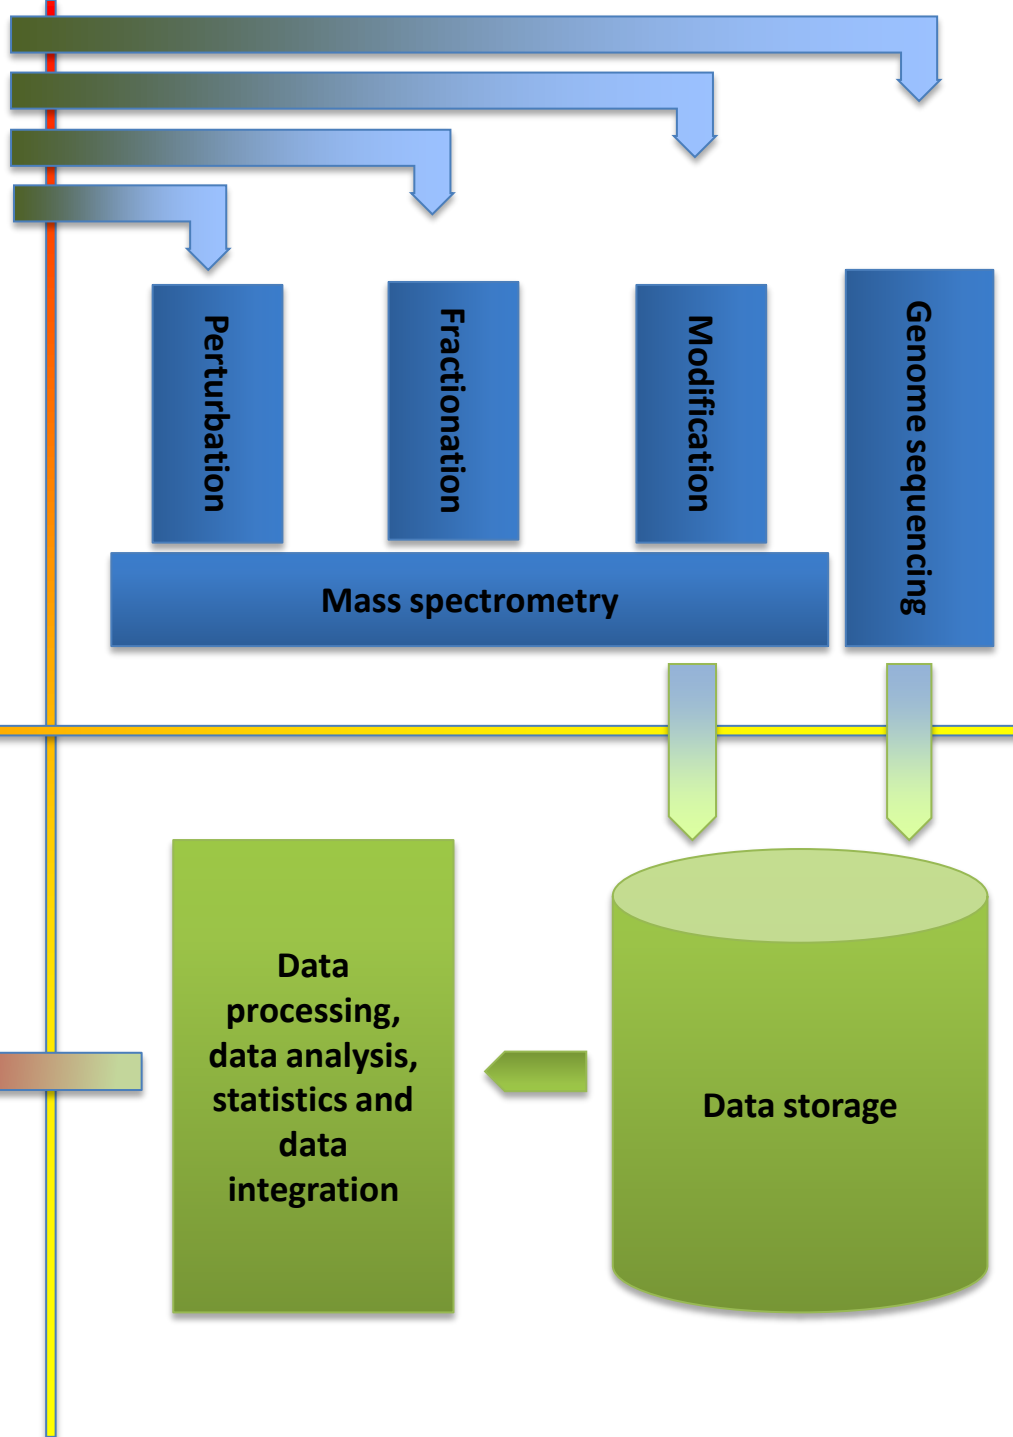 Perturbation
Fractionation
Modification
Genome sequencing
Mass spectrometry
Data
processing,
data analysis,
statistics and
data
integration
Data storage